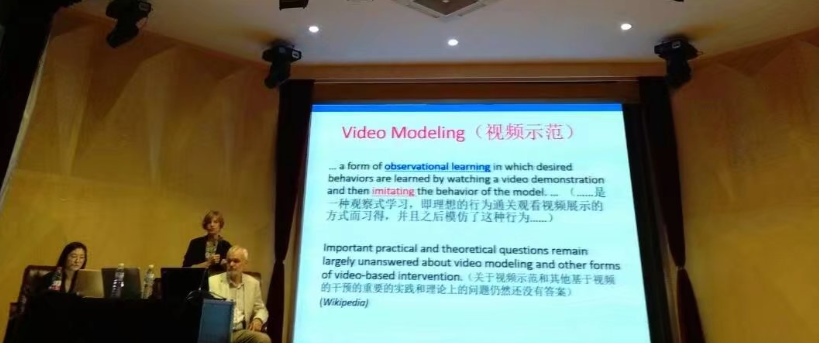 Video Modeling（视频示范）
... a form of observational learning in which desired
behaviors are learned by watching a video demonstration
and then imitating the behavior of the model. ... （......是
一种观察式学习，即理想的行为通关观看视频展示的
方式而习得，并且之后模仿了这种行为......）
Important practical and theoretical questions remain
largely unanswered about video modeling and other forms
of video-based intervention.（关于视频示范和其他基于视频
的干预的重要的实践和理论上的问题仍然还没有答案）
(Wikipedia)